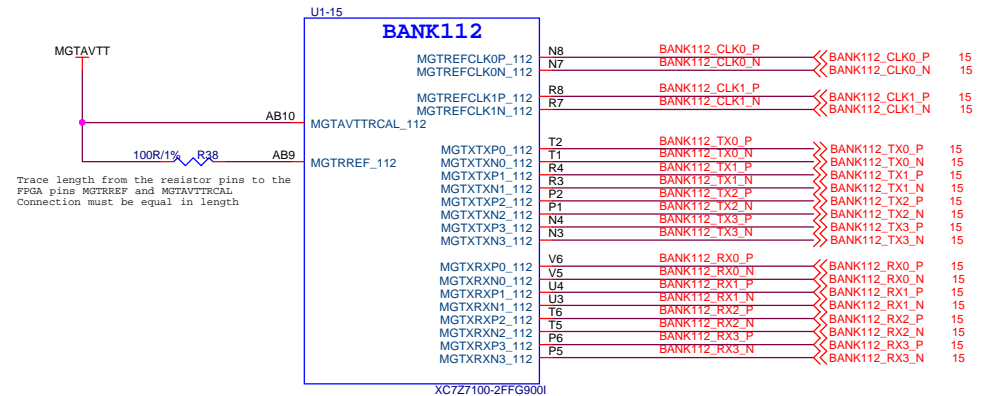 U1-15
BANK112
MGTAVTT
MGTREFCLK0P_112 N8 BANK112_CLK0_P BANK112_CLK0_P 15
MGTREFCLK0N_112 N7 BANK112_CLK0_N BANK112_CLK0_N 15
MGTREFCLK1P_112 R8 BANK112_CLK1_P BANK112_CLK1_P 15
MGTREFCLK1N_112 R7 BANK112_CLK1_N BANK112_CLK1_N 15
AB10 MGTAVTTRCAL_112
100R/1% R38 AB9 MGTRREF_112
Trace length from the resistor pins to the
FPGA pins MGTRREF and MGTAVTTRCAL
Connection must be equal in length
MGTXTXP0_112 T2 BANK112_TX0_P BANK112_TX0_P 15
MGTXTXN0_112 T1 BANK112_TX0_N BANK112_TX0_N 15
MGTXTXP1_112 R4 BANK112_TX1_P BANK112_TX1_P 15
MGTXTXN1_112 R3 BANK112_TX1_N BANK112_TX1_N 15
MGTXTXP2_112 P2 BANK112_TX2_P BANK112_TX2_P 15
MGTXTXN2_112 P1 BANK112_TX2_N BANK112_TX2_N 15
MGTXTXP3_112 N4 BANK112_TX3_P BANK112_TX3_P 15
MGTXTXN3_112 N3 BANK112_TX3_N BANK112_TX3_N 15
MGTXRXP0_112 V6 BANK112_RX0_P BANK112_RX0_P 15
MGTXRXN0_112 V5 BANK112_RX0_N BANK112_RX0_N 15
MGTXRXP1_112 U4 BANK112_RX1_P BANK112_RX1_P 15
MGTXRXN1_112 U3 BANK112_RX1_N BANK112_RX1_N 15
MGTXRXP2_112 T6 BANK112_RX2_P BANK112_RX2_P 15
MGTXRXN2_112 T5 BANK112_RX2_N BANK112_RX2_N 15
MGTXRXP3_112 P6 BANK112_RX3_P BANK112_RX3_P 15
MGTXRXN3_112 P5 BANK112_RX3_N BANK112_RX3_N 15
XC7Z7100-2FFG900I